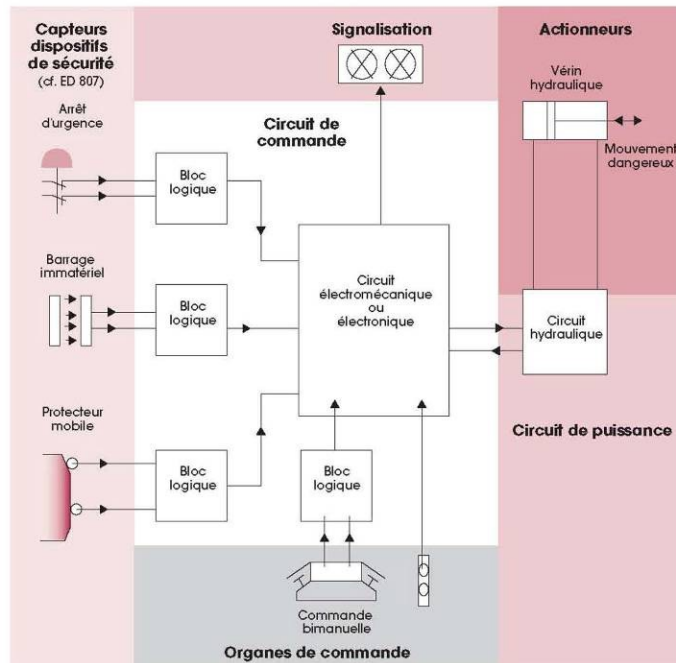 Capteurs
dispositifs
de sécurité
(cf. ED 807)
Signalisation
Actionneurs
Vérin
hydraulique
Mouvement
dangereux
Arrêt
d'urgence
Circuit de
commande
Bloc
logique
Barrage
immatériel
Bloc
logique
Circuit
électromécanique
ou
électronique
Circuit
hydraulique
Protecteur
mobile
Bloc
logique
Bloc
logique
Circuit de puissance
Commande
bimanuelle
Organes de commande